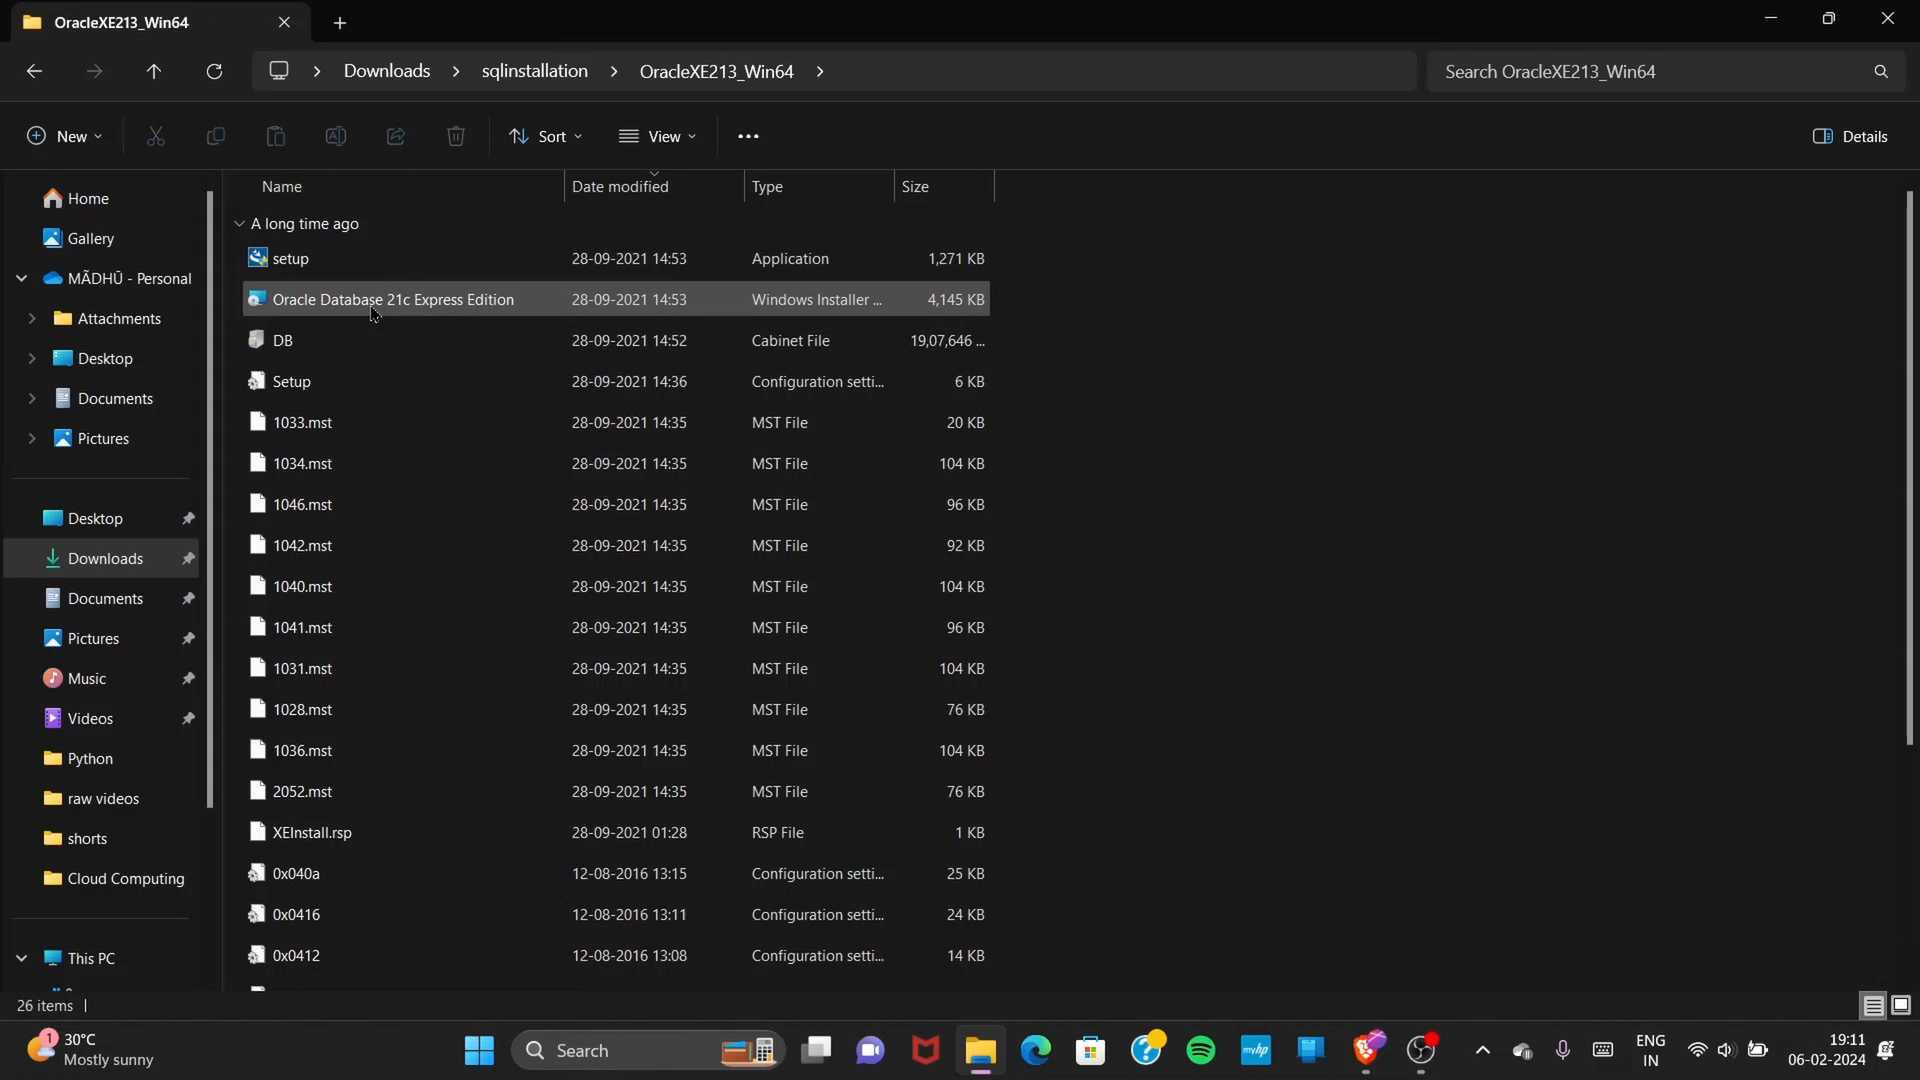 OracleXE213_Win64
Downloads > sqlinstallation > OracleXE213_Win64 >
Search OracleXE213_Win64
New
Sort
View
Details
Name Date modified Type Size
A long time ago
setup 28-09-2021 14:53 Application 1,271 KB
Oracle Database 21c Express Edition 28-09-2021 14:53 Windows Installer ... 4,145 KB
DB 28-09-2021 14:52 Cabinet File 19,07,646 ...
Setup 28-09-2021 14:36 Configuration setti... 6 KB
1033.mst 28-09-2021 14:35 MST File 20 KB
1034.mst 28-09-2021 14:35 MST File 104 KB
1046.mst 28-09-2021 14:35 MST File 96 KB
1042.mst 28-09-2021 14:35 MST File 92 KB
1040.mst 28-09-2021 14:35 MST File 104 KB
1041.mst 28-09-2021 14:35 MST File 96 KB
1031.mst 28-09-2021 14:35 MST File 104 KB
1028.mst 28-09-2021 14:35 MST File 76 KB
1036.mst 28-09-2021 14:35 MST File 104 KB
2052.mst 28-09-2021 14:35 MST File 76 KB
XEInstall.rsp 28-09-2021 01:28 RSP File 1 KB
0x040a 12-08-2016 13:15 Configuration setti... 25 KB
0x0416 12-08-2016 13:11 Configuration setti... 24 KB
0x0412 12-08-2016 13:08 Configuration setti... 14 KB
Home
Gallery
MÃDHŪ - Personal
Attachments
Desktop
Documents
Pictures
Desktop
Downloads
Documents
Pictures
Music
Videos
Python
raw videos
shorts
Cloud Computing
This PC
26 items
1
30°C
Mostly sunny
Search
myhp
ENG
IN
19:11
06-02-2024